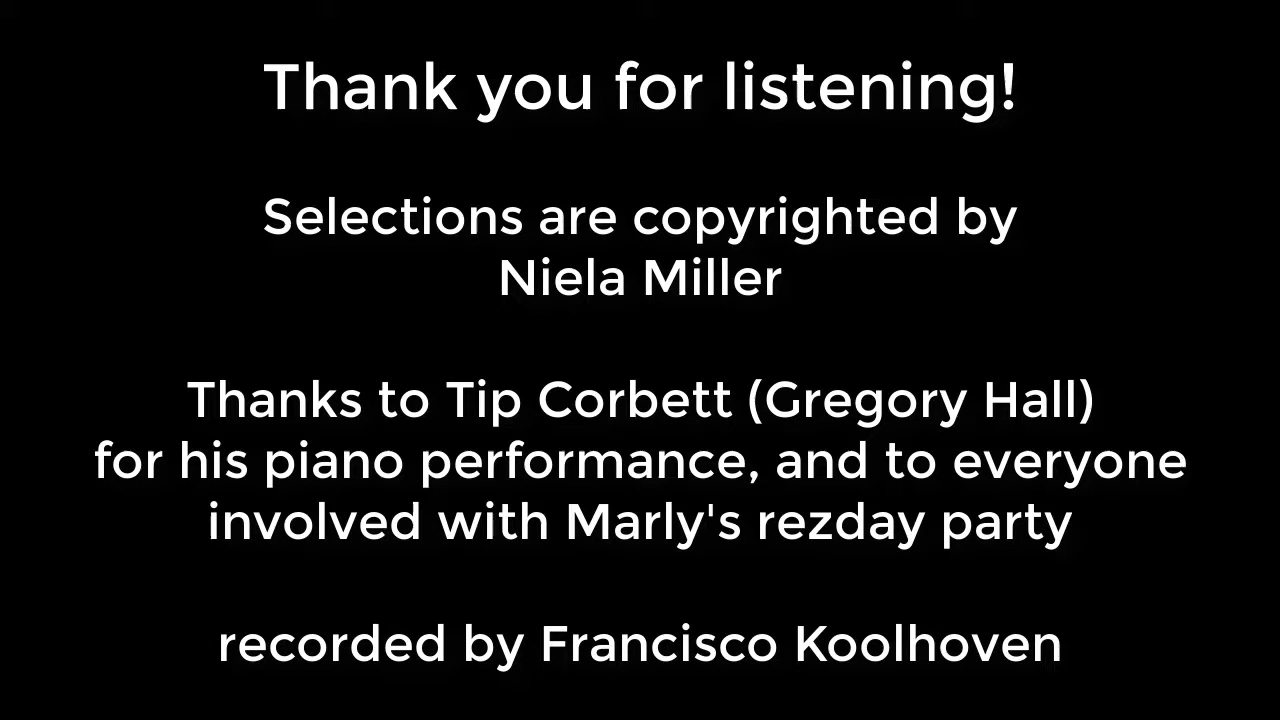 Thank you for listening!
Selections are copyrighted by
Niela Miller
Thanks to Tip Corbett (Gregory Hall)
for his piano performance, and to everyone
involved with Marly's rezday party
recorded by Francisco Koolhoven